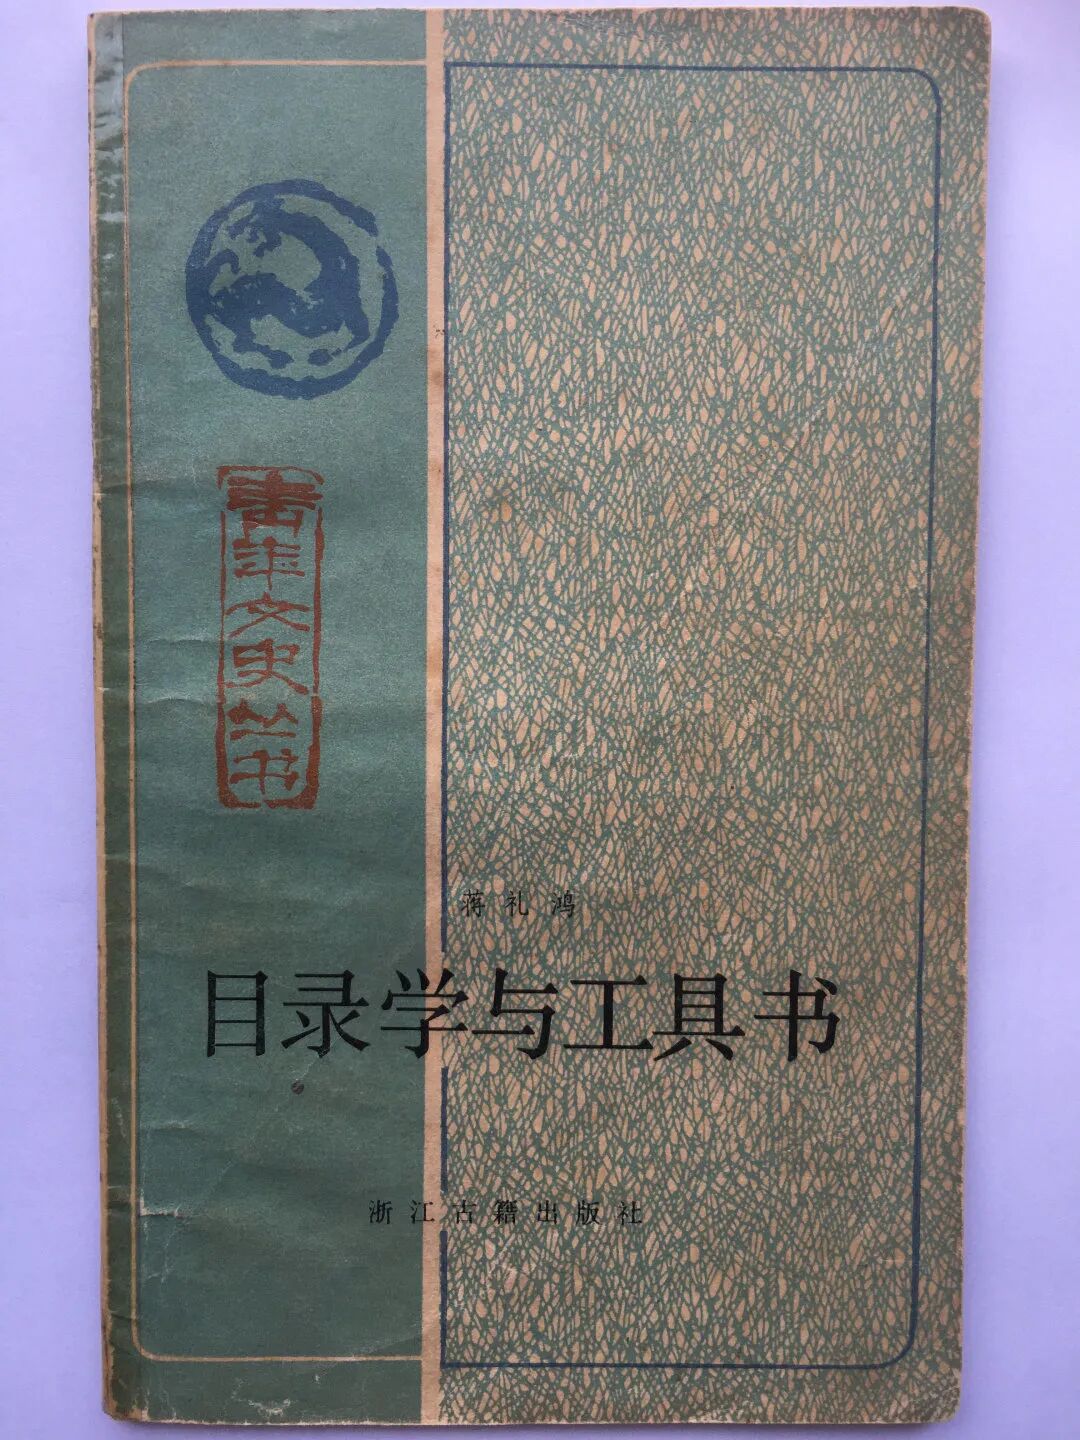 青年文史丛书
蒋礼鸿
目录学与工具书
浙江古籍出版社